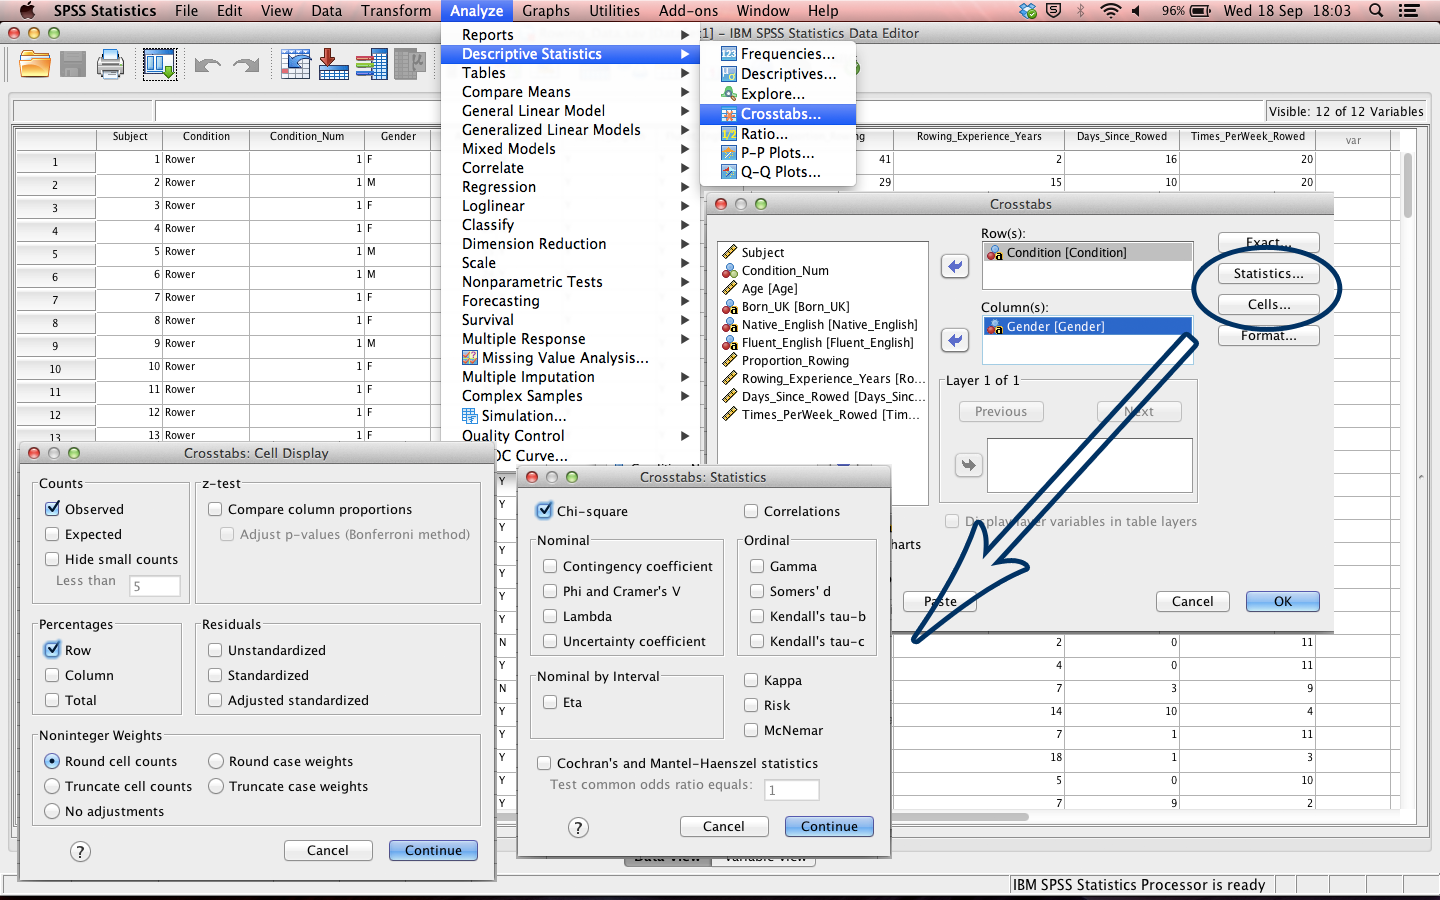 SPSS Statistics File Edit View Data Transform Analyze Graphs Utilities Add-ons Window Help 96% Wed 18 Sep 18:03
1] – IBM SPSS Statistics Data Editor
Visible: 12 of 12 Variables
Reports
Descriptive Statistics
Tables
Compare Means
General Linear Model
Generalized Linear Models
Mixed Models
Correlate
Regression
Loglinear
Classify
Dimension Reduction
Scale
Nonparametric Tests
Forecasting
Survival
Multiple Response
Missing Value Analysis...
Multiple Imputation
Complex Samples
Simulation...
Quality Control
OC Curve...
Frequencies...
Descriptives...
Explore...
Crosstabs...
Ratio...
P-P Plots...
Q-Q Plots...
Subject Condition Condition_Num Gender Rowing_Experience_Years Days_Since_Rowed Times_PerWeek_Rowed var
1 1 Rower 1 F 41 2 16 20
2 2 Rower 1 M 29 15 10 20
3 3 Rower 1 F
4 4 Rower 1 F
5 5 Rower 1 M
6 6 Rower 1 M
7 7 Rower 1 F
8 8 Rower 1 F
9 9 Rower 1 M
10 10 Rower 1 F
11 11 Rower 1 F
12 12 Rower 1 F
13 13 Rower 1 F
Crosstabs
Subject
Condition_Num
Age [Age]
Born_UK [Born_UK]
Native_English [Native_English]
Fluent_English [Fluent_English]
Proportion_Rowing
Rowing_Experience_Years [Ro...
Days_Since_Rowed [Days_Sinc...
Times_PerWeek_Rowed [Tim...
Row(s):
Condition [Condition]
Column(s):
Gender [Gender]
Exact...
Statistics...
Cells...
Format...
Layer 1 of 1
Previous Next
Display layer variables in table layers
harts
Paste Cancel OK
Crosstabs: Cell Display
Counts
Observed
Expected
Hide small counts
Less than 5
z-test
Compare column proportions
Adjust p-values (Bonferroni method)
Percentages
Row
Column
Total
Residuals
Unstandardized
Standardized
Adjusted standardized
Noninteger Weights
Round cell counts Round case weights
Truncate cell counts Truncate case weights
No adjustments
? Cancel Continue
Y
Y
Y
Y
Y
Y
Y
N
Y
N
Y
Y
Y
Y
Y
Crosstabs: Statistics
Chi-square Correlations
Nominal
Contingency coefficient
Phi and Cramer's V
Lambda
Uncertainty coefficient
Ordinal
Gamma
Somers' d
Kendall's tau-b
Kendall's tau-c
Nominal by Interval
Eta
Kappa
Risk
McNemar
Cochran's and Mantel-Haenszel statistics
Test common odds ratio equals: 1
? Cancel Continue
2 0 11
4 0 11
7 3 9
14 10 4
7 1 11
18 1 3
5 0 10
7 9 2
Data View Variable View
IBM SPSS Statistics Processor is ready